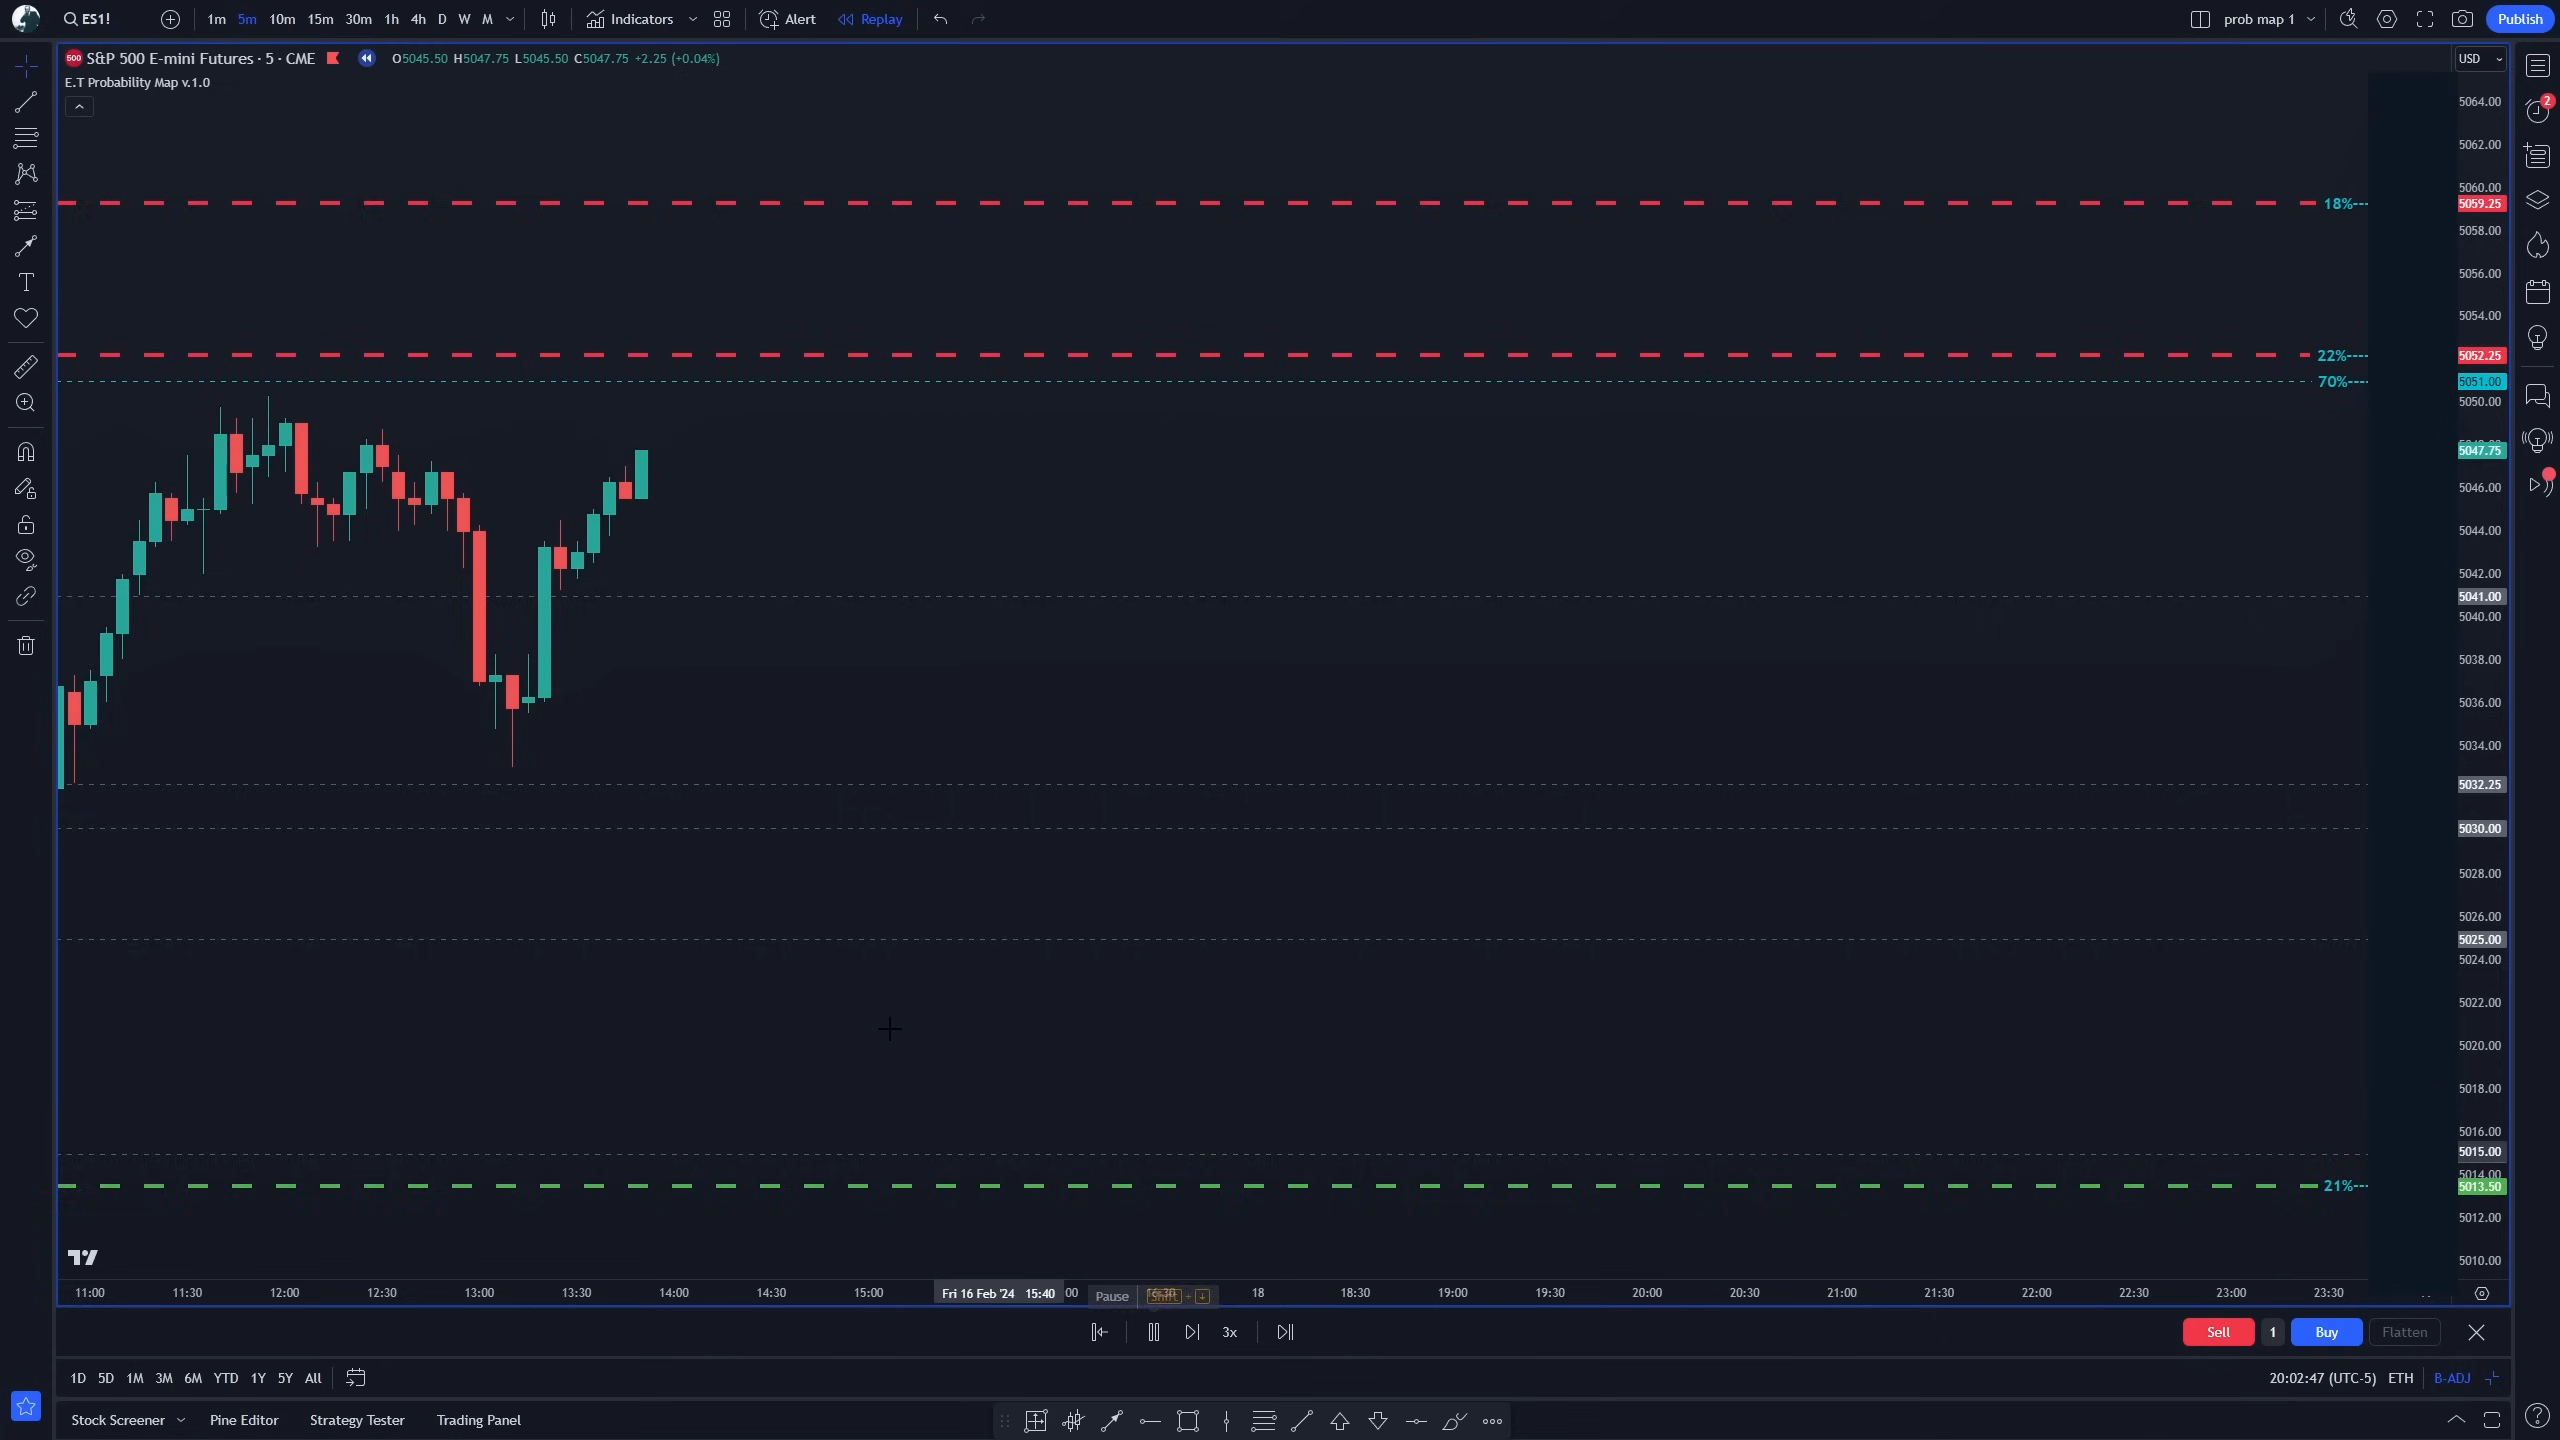 ES1!
1m 5m 10m 15m 30m 1h 4h D W M
Indicators
Alert
Replay
prob map 1
Publish
500 S&P 500 E-mini Futures · 5 · CME
O5045.50 H5047.75 L5045.50 C5047.75 +2.25 (+0.04%)
USD
E.T Probability Map v.1.0
2
5064.00
5062.00
5060.00
18%---
5059.25
5058.00
5056.00
5054.00
22%----
5052.25
70%----
5051.00
5050.00
5047.75
5046.00
5044.00
5042.00
5041.00
5040.00
5038.00
5036.00
5034.00
5032.25
5030.00
5028.00
5026.00
5025.00
5024.00
5022.00
5020.00
5018.00
5016.00
5015.00
5014.00
21%---
5013.50
5012.00
5010.00
11:00 11:30 12:00 12:30 13:00 13:30 14:00 14:30 15:00 Fri 16 Feb '24 15:40 00 16:30 18 18:30 19:00 19:30 20:00 20:30 21:00 21:30 22:00 22:30 23:00 23:30
Pause Shift +
3x
Sell 1 Buy Flatten
1D 5D 1M 3M 6M YTD 1Y 5Y All
20:02:47 (UTC-5) ETH B-ADJ
Stock Screener Pine Editor Strategy Tester Trading Panel